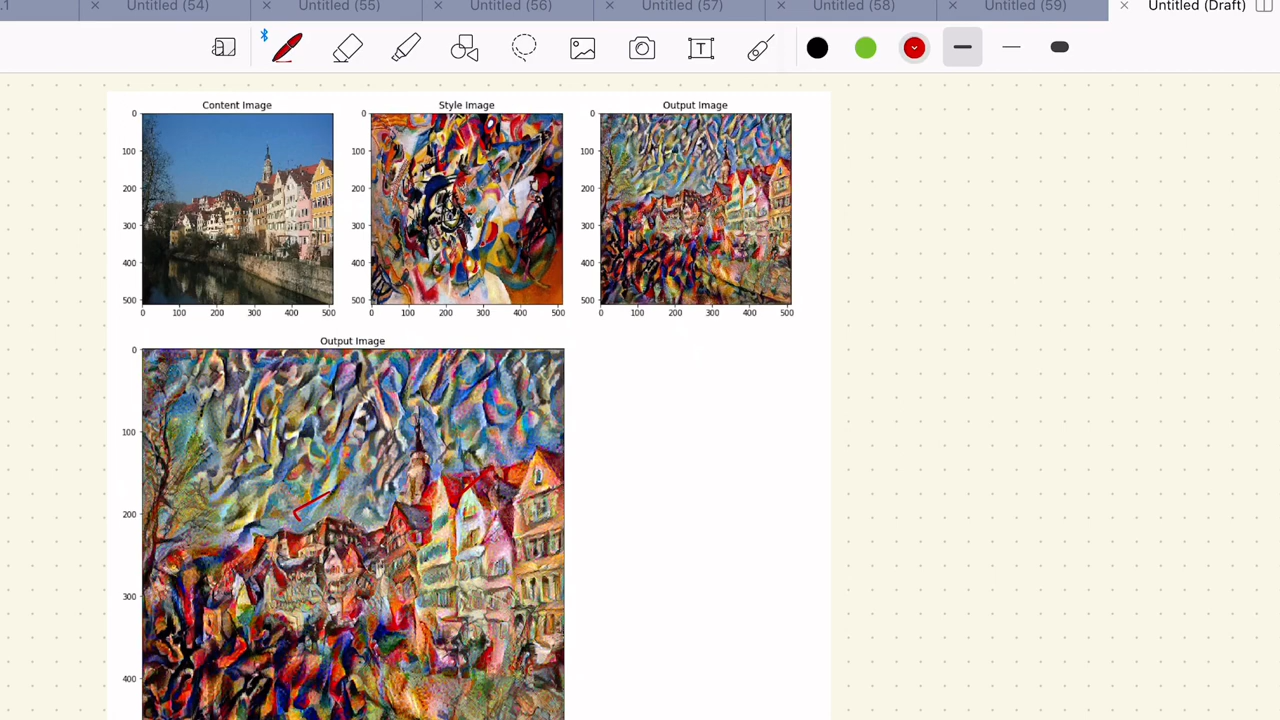 .1
Untitled (54)
Untitled (55)
Untitled (56)
Untitled (57)
Untitled (58)
Untitled (59)
Untitled (Draft)
T
Content Image
Style Image
Output Image
0
100
200
300
400
500
0 100 200 300 400 500
0
100
200
300
400
500
0 100 200 300 400 500
0
100
200
300
400
500
0 100 200 300 400 500
Output Image
0
100
200
300
400